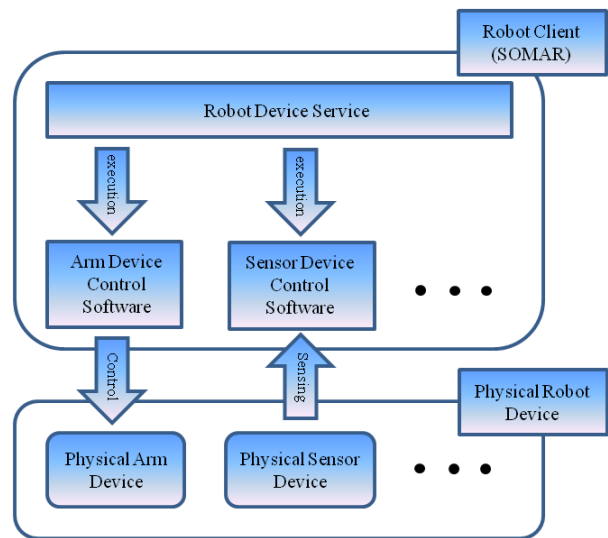 Robot Client
(SOMAR)
Robot Device Service
execution
execution
Arm Device
Control
Software
Sensor Device
Control
Software
Control
Sensing
Physical Robot
Device
Physical Arm
Device
Physical Sensor
Device